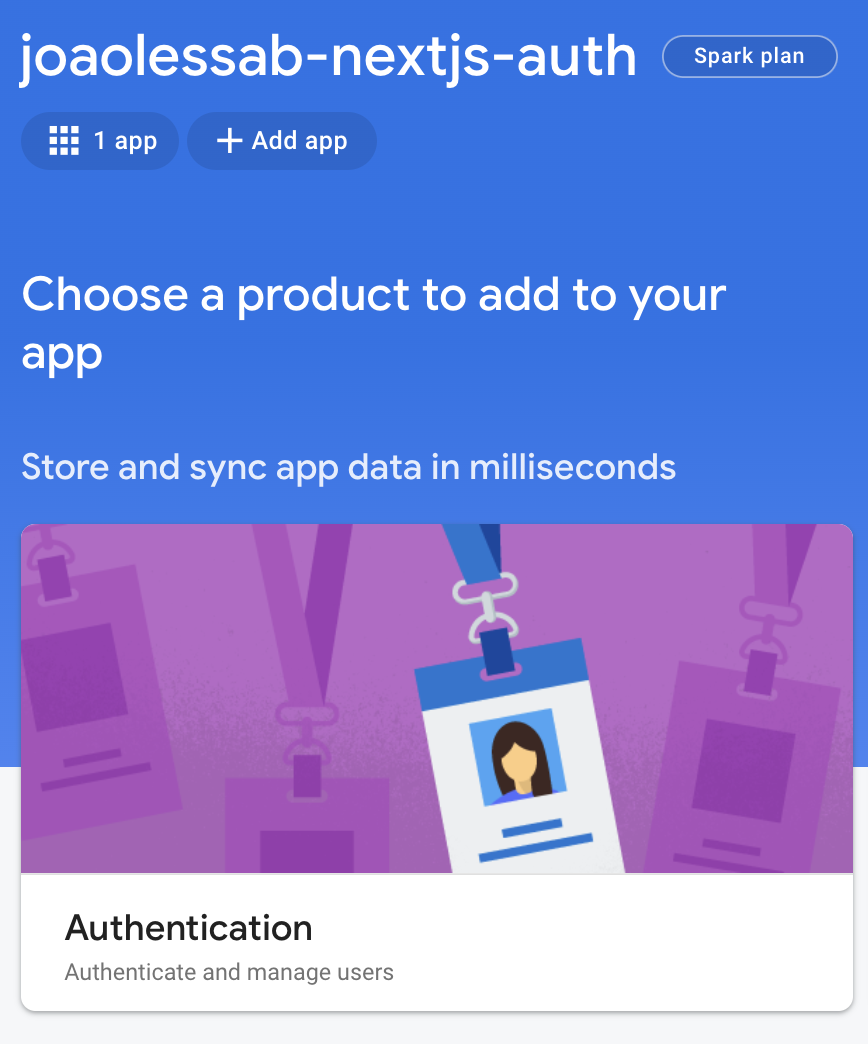 joaolessab-nextjs-auth
Spark plan
1 app
Add app
Choose a product to add to your
app
Store and sync app data in milliseconds
Authentication
Authenticate and manage users